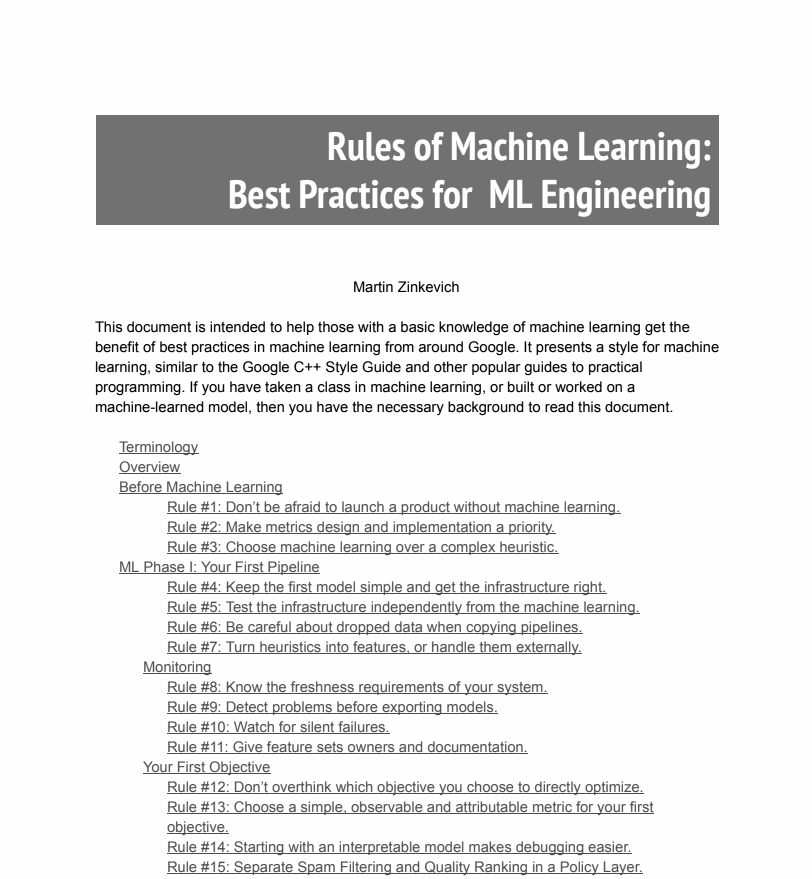 Rules of Machine Learning:
Best Practices for  ML Engineering
Martin Zinkevich
This document is intended to help those with a basic knowledge of machine learning get the
benefit of best practices in machine learning from around Google. It presents a style for machine
learning, similar to the Google C++ Style Guide and other popular guides to practical
programming. If you have taken a class in machine learning, or built or worked on a
machine-learned model, then you have the necessary background to read this document.
Terminology
Overview
Before Machine Learning
Rule #1: Don’t be afraid to launch a product without machine learning.
Rule #2: Make metrics design and implementation a priority.
Rule #3: Choose machine learning over a complex heuristic.
ML Phase I: Your First Pipeline
Rule #4: Keep the first model simple and get the infrastructure right.
Rule #5: Test the infrastructure independently from the machine learning.
Rule #6: Be careful about dropped data when copying pipelines.
Rule #7: Turn heuristics into features, or handle them externally.
Monitoring
Rule #8: Know the freshness requirements of your system.
Rule #9: Detect problems before exporting models.
Rule #10: Watch for silent failures.
Rule #11: Give feature sets owners and documentation.
Your First Objective
Rule #12: Don’t overthink which objective you choose to directly optimize.
Rule #13: Choose a simple, observable and attributable metric for your first
objective.
Rule #14: Starting with an interpretable model makes debugging easier.
Rule #15: Separate Spam Filtering and Quality Ranking in a Policy Layer.